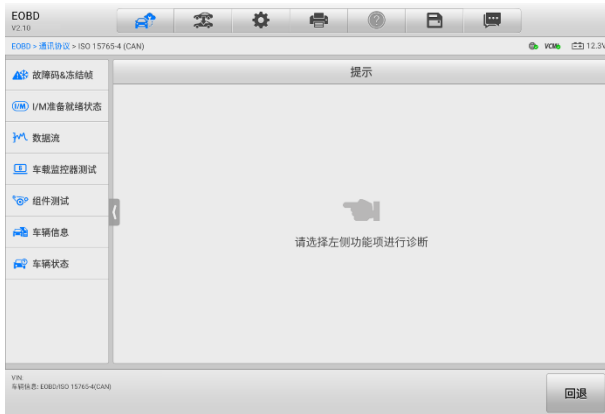 EOBD
V2.10
EOBD > 通讯协议 > ISO 15765-4 (CAN)
VCMI
12.3V
故障码&冻结帧
提示
I/M
I/M准备就绪状态
数据流
车载监控器测试
组件测试
车辆信息
车辆状态
请选择左侧功能项进行诊断
VIN:
车辆信息: EOBD/ISO 15765-4(CAN)
回退